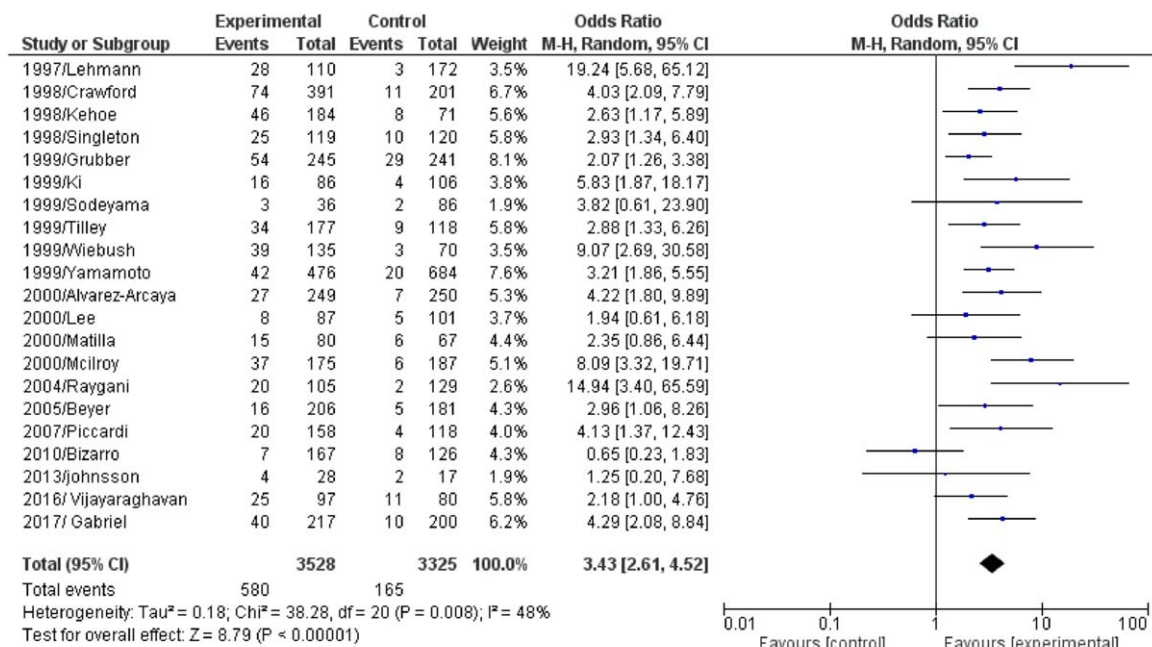 Experimental Control Odds Ratio Odds Ratio
Study or Subgroup Events Total Events Total Weight M-H, Random, 95% CI M-H, Random, 95% CI
1997/Lehmann 28 110 3 172 3.5% 19.24 [5.68, 65.12]
1998/Crawford 74 391 11 201 6.7% 4.03 [2.09, 7.79]
1998/Kehoe 46 184 8 71 5.6% 2.63 [1.17, 5.89]
1998/Singleton 25 119 10 120 5.8% 2.93 [1.34, 6.40]
1999/Grubber 54 245 29 241 8.1% 2.07 [1.26, 3.38]
1999/Ki 16 86 4 106 3.8% 5.83 [1.87, 18.17]
1999/Sodeyama 3 36 2 86 1.9% 3.82 [0.61, 23.90]
1999/Tilley 34 177 9 118 5.8% 2.88 [1.33, 6.26]
1999/Wiebush 39 135 3 70 3.5% 9.07 [2.69, 30.58]
1999/Yamamoto 42 476 20 684 7.6% 3.21 [1.86, 5.55]
2000/Alvarez-Arcaya 27 249 7 250 5.3% 4.22 [1.80, 9.89]
2000/Lee 8 87 5 101 3.7% 1.94 [0.61, 6.18]
2000/Matilla 15 80 6 67 4.4% 2.35 [0.86, 6.44]
2000/Mcilroy 37 175 6 187 5.1% 8.09 [3.32, 19.71]
2004/Raygani 20 105 2 129 2.6% 14.94 [3.40, 65.59]
2005/Beyer 16 206 5 181 4.3% 2.96 [1.06, 8.26]
2007/Piccardi 20 158 4 118 4.0% 4.13 [1.37, 12.43]
2010/Bizarro 7 167 8 126 4.3% 0.65 [0.23, 1.83]
2013/johnsson 4 28 2 17 1.9% 1.25 [0.20, 7.68]
2016/ Vijayaraghavan 25 97 11 80 5.8% 2.18 [1.00, 4.76]
2017/ Gabriel 40 217 10 200 6.2% 4.29 [2.08, 8.84]
Total (95% CI) 3528 3325 100.0% 3.43 [2.61, 4.52]
Total events 580 165
Heterogeneity: Tau² = 0.18; Chi² = 38.28, df = 20 (P = 0.008); I² = 48%
Test for overall effect: Z = 8.79 (P < 0.00001)
0.01 0.1 1 10 100
Favours [control] Favours [experimental]